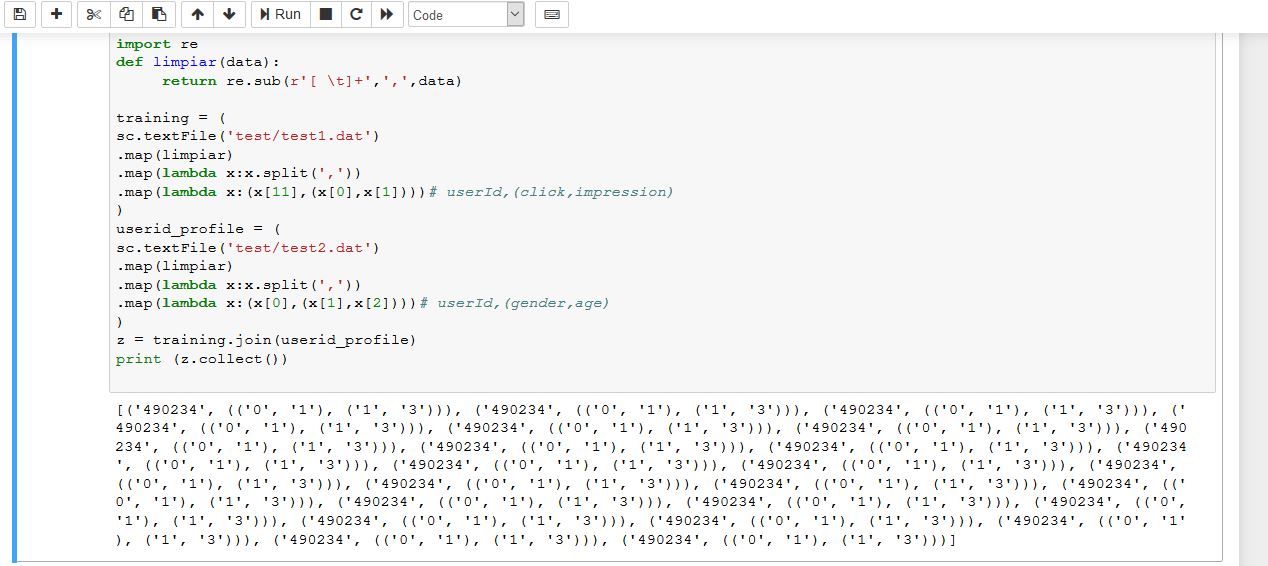 Run Code
import re
def limpiar(data):
     return re.sub(r'[ \t]+',',',data)
training = (
sc.textFile('test/test1.dat')
.map(limpiar)
.map(lambda x:x.split(','))
.map(lambda x:(x[11],(x[0],x[1])))# userId,(click,impression)
)
userid_profile = (
sc.textFile('test/test2.dat')
.map(limpiar)
.map(lambda x:x.split(','))
.map(lambda x:(x[0],(x[1],x[2])))# userId,(gender,age)
)
z = training.join(userid_profile)
print (z.collect())
[('490234', (('0', '1'), ('1', '3'))), ('490234', (('0', '1'), ('1', '3'))), ('490234', (('0', '1'), ('1', '3'))), ('
490234', (('0', '1'), ('1', '3'))), ('490234', (('0', '1'), ('1', '3'))), ('490234', (('0', '1'), ('1', '3'))), ('490
234', (('0', '1'), ('1', '3'))), ('490234', (('0', '1'), ('1', '3'))), ('490234', (('0', '1'), ('1', '3'))), ('490234
', (('0', '1'), ('1', '3'))), ('490234', (('0', '1'), ('1', '3'))), ('490234', (('0', '1'), ('1', '3'))), ('490234',
(('0', '1'), ('1', '3'))), ('490234', (('0', '1'), ('1', '3'))), ('490234', (('0', '1'), ('1', '3'))), ('490234', (('
0', '1'), ('1', '3'))), ('490234', (('0', '1'), ('1', '3'))), ('490234', (('0', '1'), ('1', '3'))), ('490234', (('0',
'1'), ('1', '3'))), ('490234', (('0', '1'), ('1', '3'))), ('490234', (('0', '1'), ('1', '3'))), ('490234', (('0', '1'
), ('1', '3'))), ('490234', (('0', '1'), ('1', '3'))), ('490234', (('0', '1'), ('1', '3')))]